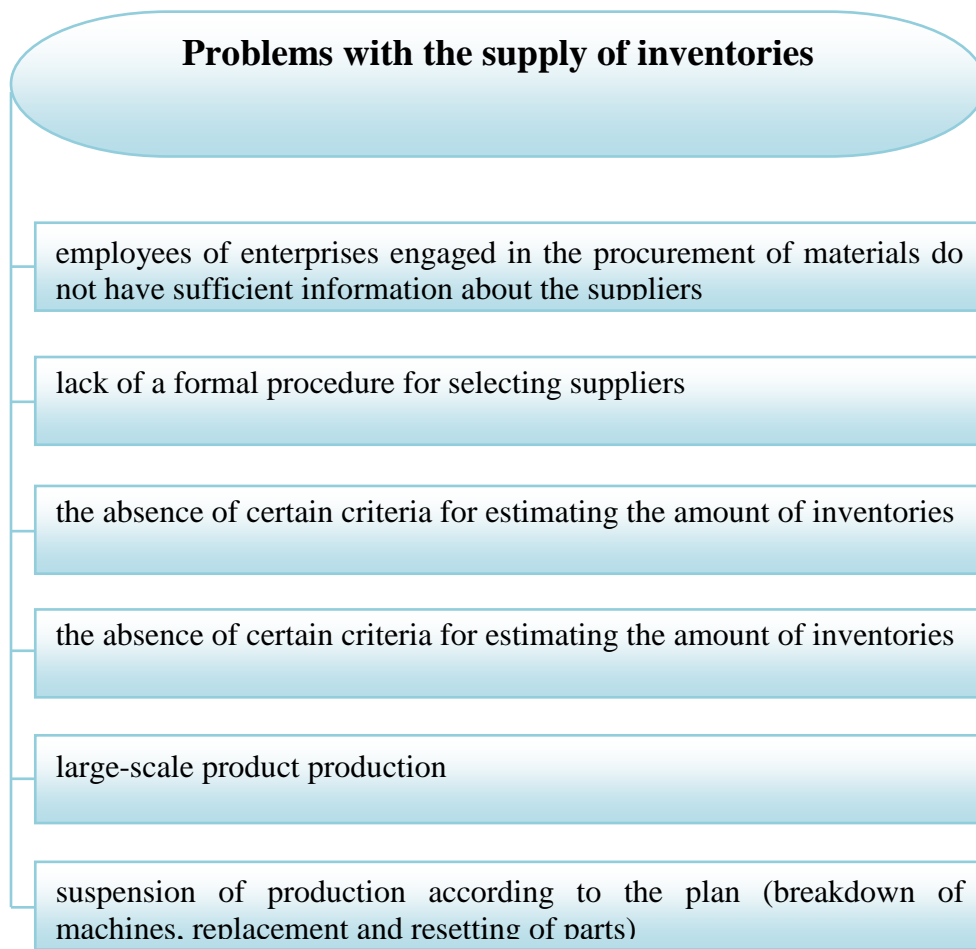 Problems with the supply of inventories
employees of enterprises engaged in the procurement of materials do
not have sufficient information about the suppliers
lack of a formal procedure for selecting suppliers
the absence of certain criteria for estimating the amount of inventories
the absence of certain criteria for estimating the amount of inventories
large-scale product production
suspension of production according to the plan (breakdown of
machines, replacement and resetting of parts)